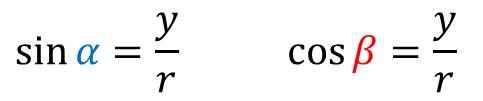 sin α = y/r cos β = y/r